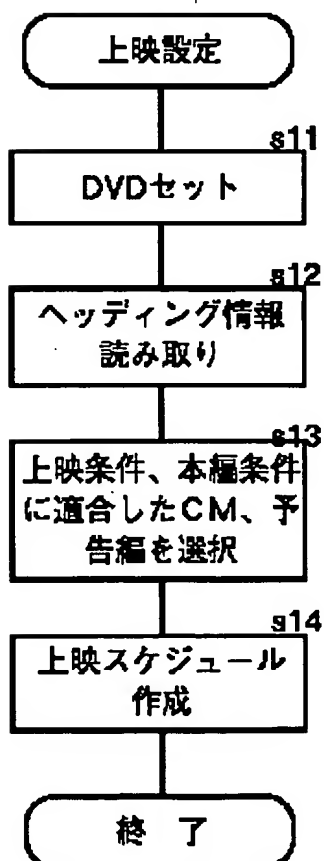 上映設定
s11
DVDセット
s12
ヘッディング情報
読み取り
s13
上映条件、本編条件
に適合したCM、予
告編を選択
s14
上映スケジュール
作成
終 了